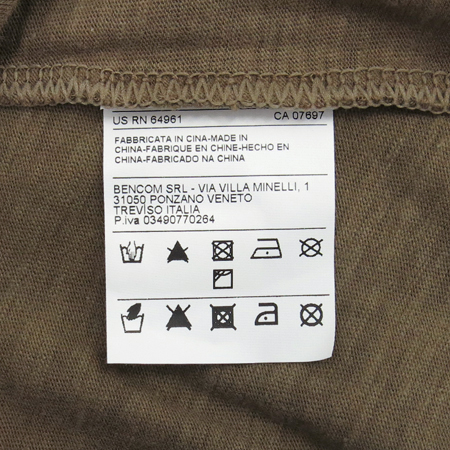 US RN 64961 CA 07697
FABBRICATA IN CINA-MADE IN
CHINA-FABRIQUE EN CHINE-HECHO EN
CHINA-FABRICADO NA CHINA
BENCOM SRL - VIA VILLA MINELLI, 1
31050 PONZANO VENETO
TREVISO ITALIA
P.iva 03490770264